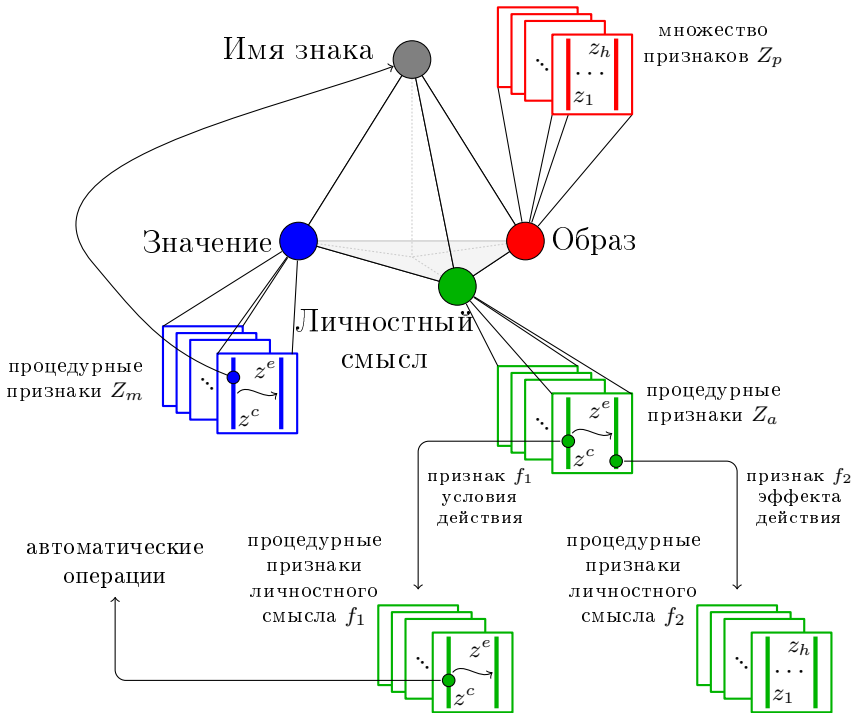 Имя знака
множество
признаков Z_p
z_h
...
z_1
Значение
Образ
Личностный
смысл
процедурные
признаки Z_m
z^e
z^c
процедурные
признаки Z_a
z^e
z^c
признак f_1
условия
действия
признак f_2
эффекта
действия
автоматические
операции
процедурные
признаки
личностного
смысла f_1
z^e
z^c
процедурные
признаки
личностного
смысла f_2
z_h
...
z_1